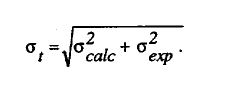 σ_t = √(σ²_calc + σ²_exp) .